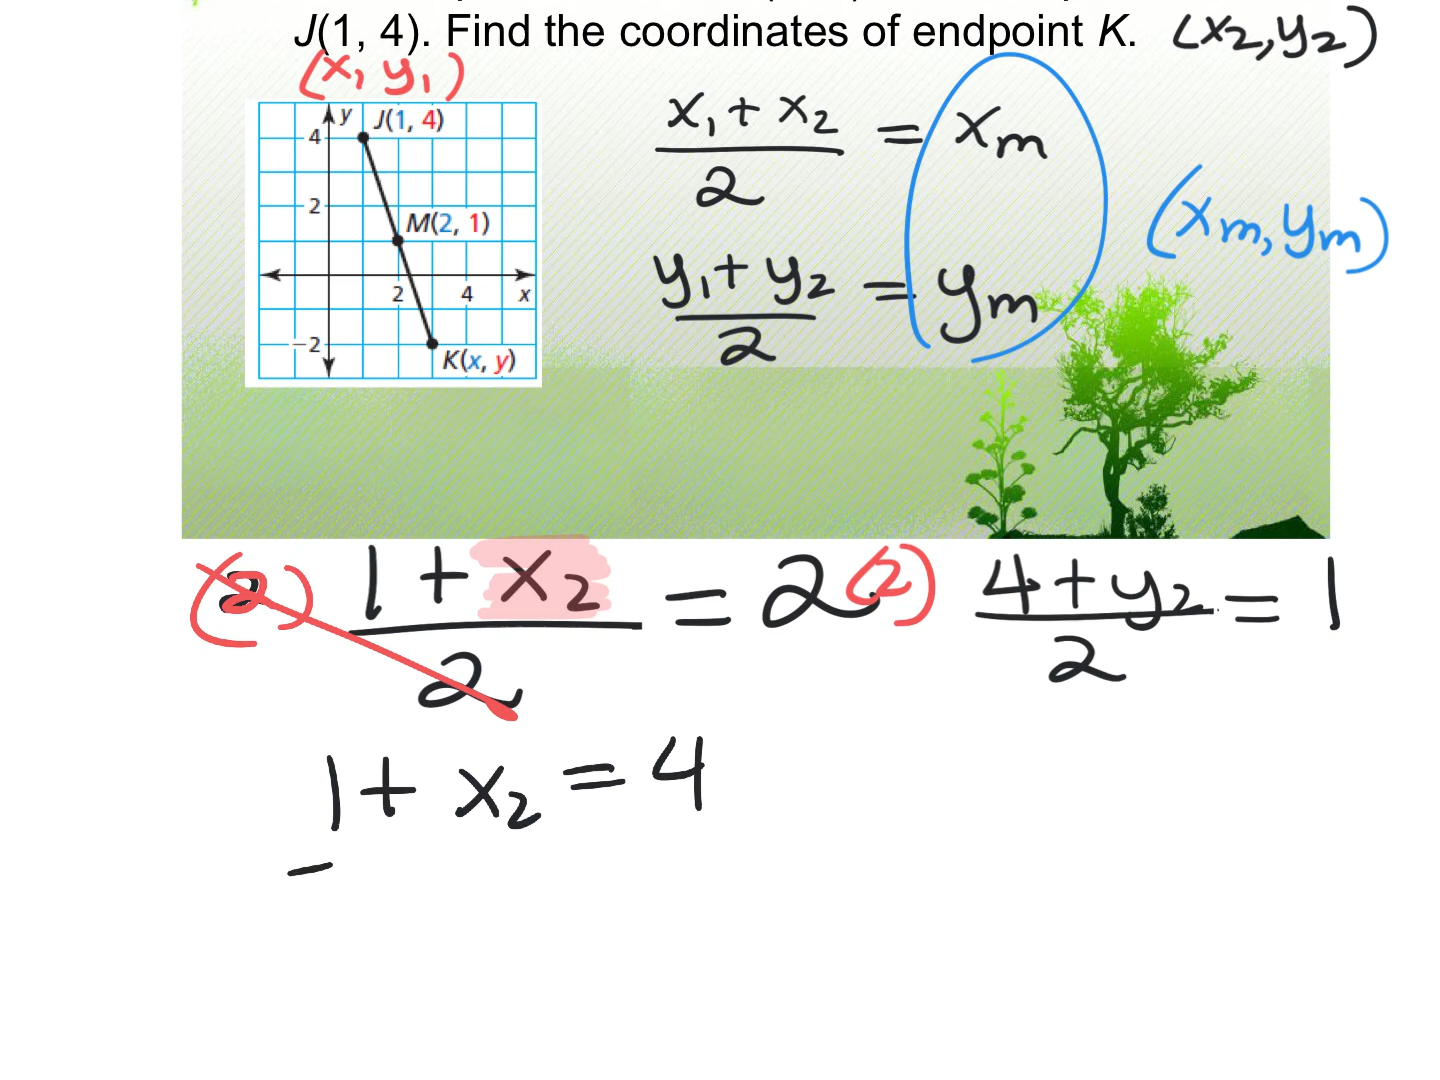 J(1, 4). Find the coordinates of endpoint K. (x2, y2)
(x1 y1)
y J(1, 4)
4
2
M(2, 1)
2 4 x
−2
K(x, y)
x1 + x2 / 2 = xm
(xm, ym)
y1 + y2 / 2 = ym
(2) 1 + x2 / 2 = 2 (2)
4 + y2 / 2 = 1
1 + x2 = 4
−